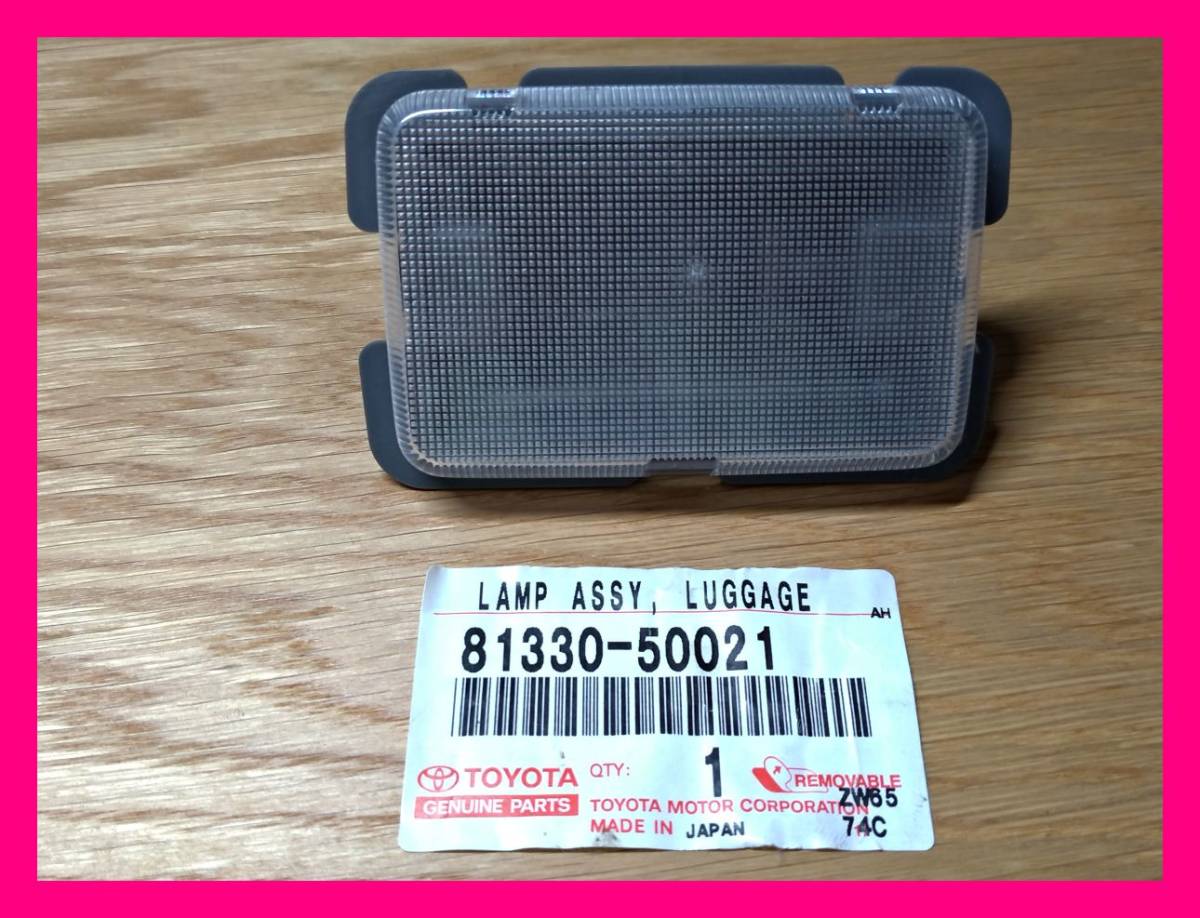 LAMP ASSY, LUGGAGE
AH
81330-50021
TOYOTA
GENUINE PARTS
QTY: 1
REMOVABLE
TOYOTA MOTOR CORPORATION
ZW65
MADE IN JAPAN
74C